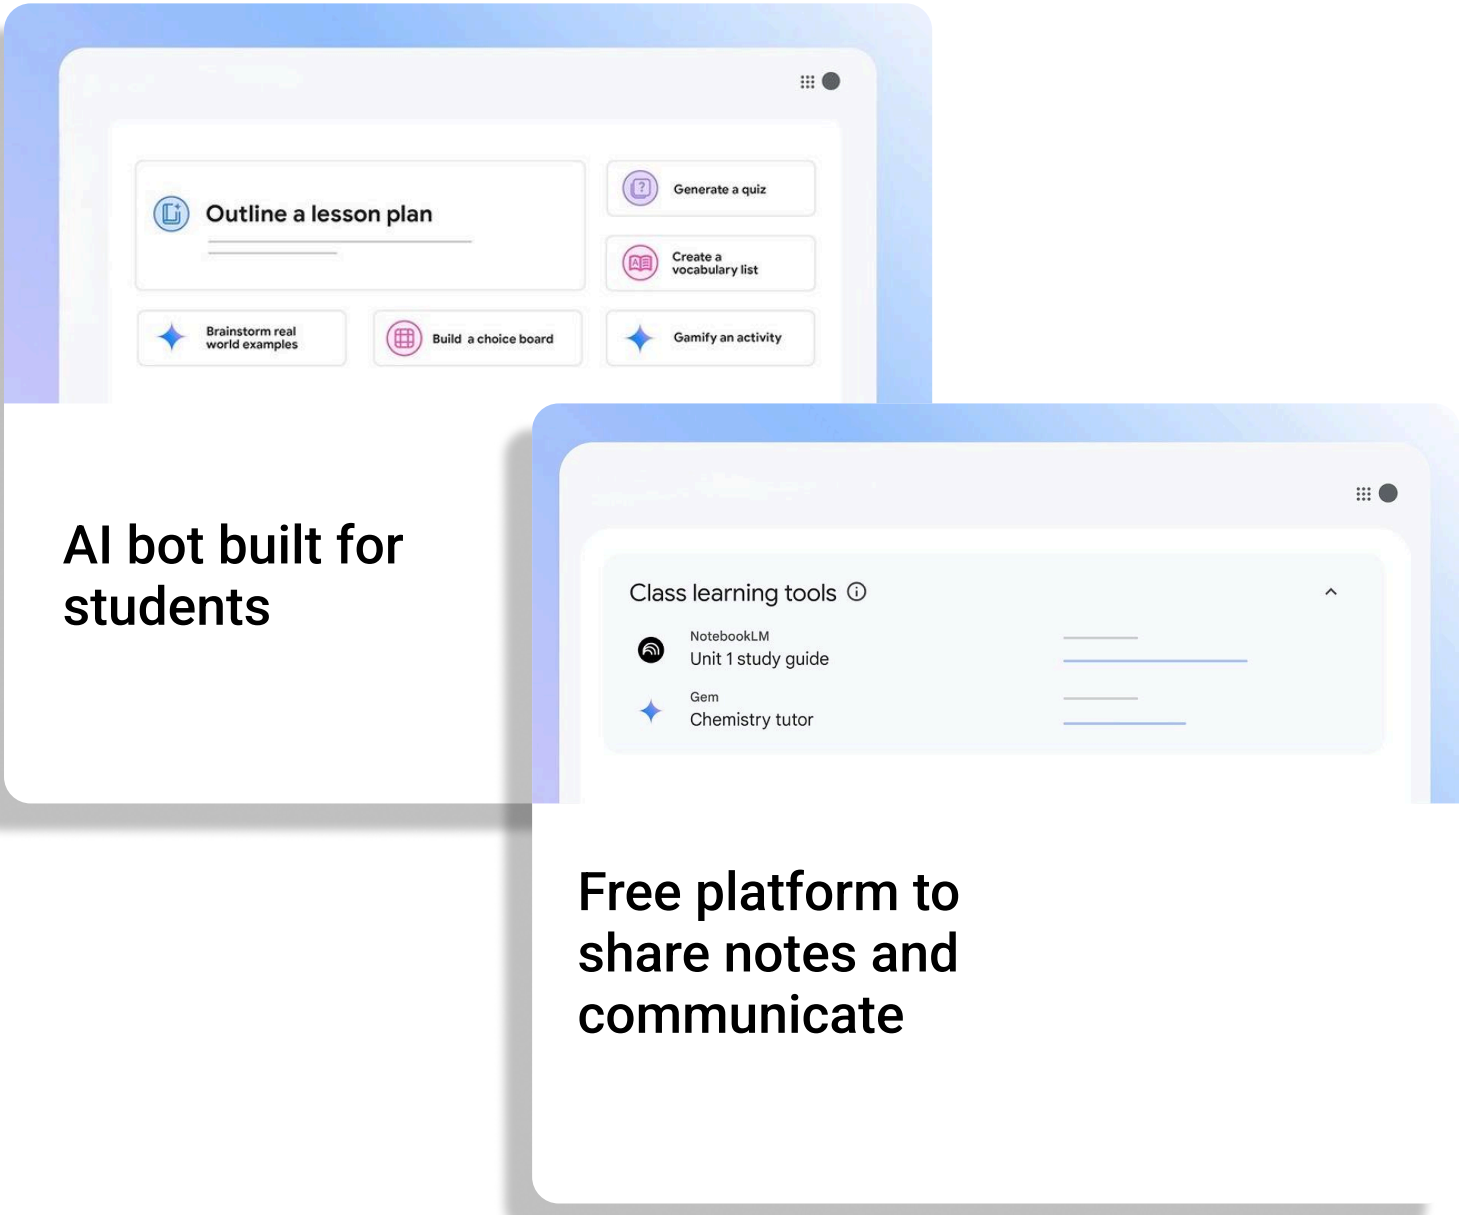 Outline a lesson plan
Generate a quiz
Create a
vocabulary list
Brainstorm real
world examples
Build a choice board
Gamify an activity
AI bot built for
students
Class learning tools
NotebookLM
Unit 1 study guide
Gem
Chemistry tutor
Free platform to
share notes and
communicate